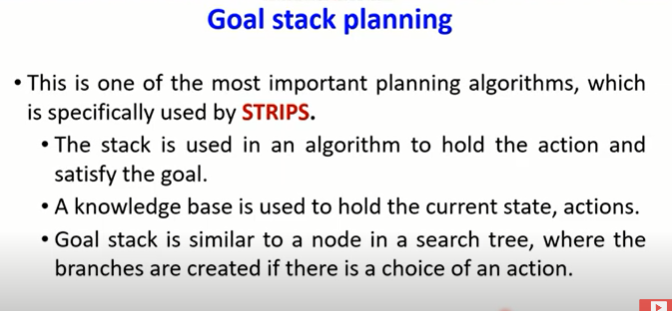 Goal stack planning
• This is one of the most important planning algorithms, which
is specifically used by STRIPS.
• The stack is used in an algorithm to hold the action and
satisfy the goal.
• A knowledge base is used to hold the current state, actions.
• Goal stack is similar to a node in a search tree, where the
branches are created if there is a choice of an action.